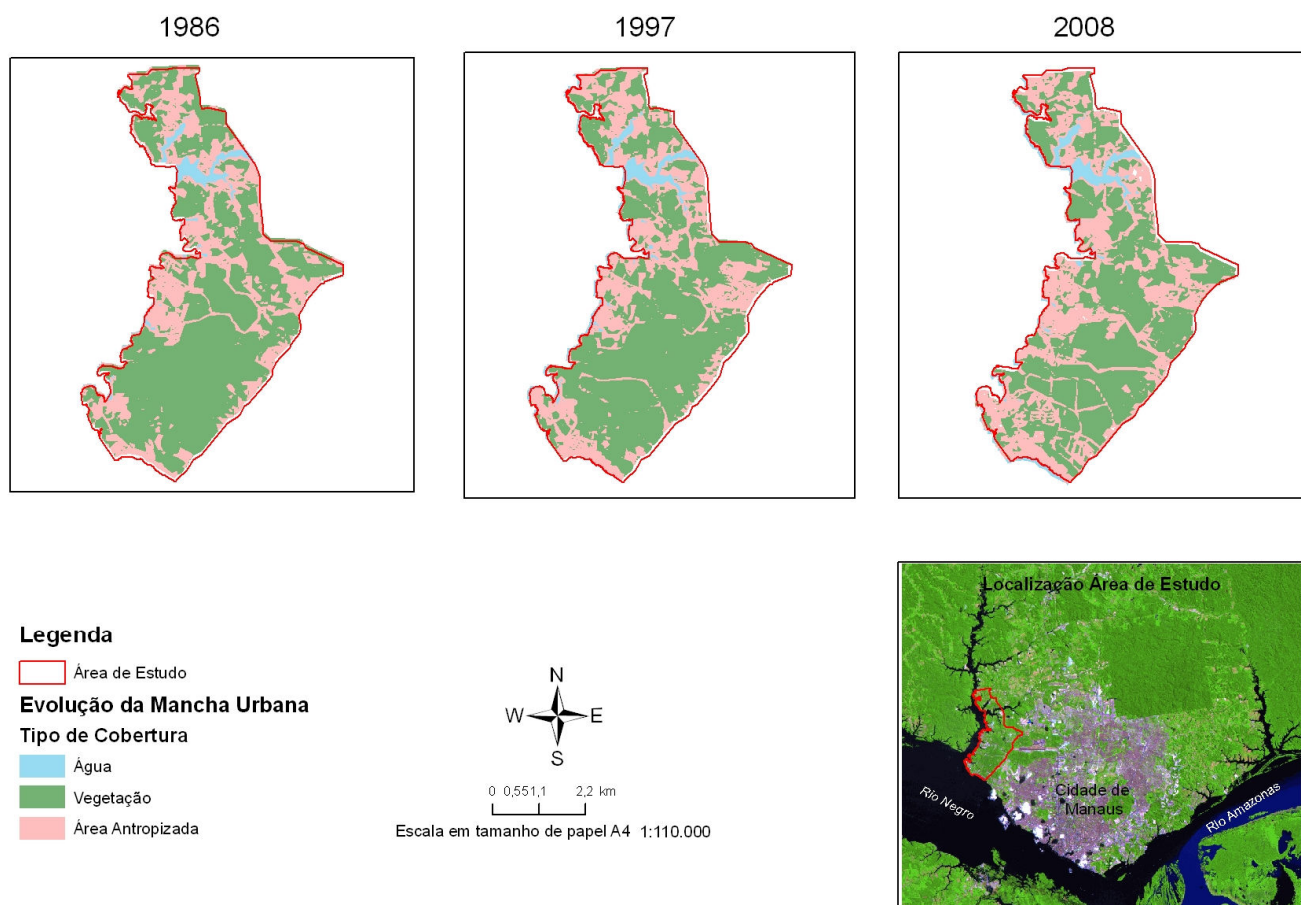 1986
1997
2008
Legenda
Área de Estudo
Evolução da Mancha Urbana
Tipo de Cobertura
Água
Vegetação
Área Antropizada
N
W E
S
0 0,551,1 2,2 km
Escala em tamanho de papel A4 1:110.000
Localização Área de Estudo
Cidade de
Manaus
Rio Negro
Rio Amazonas